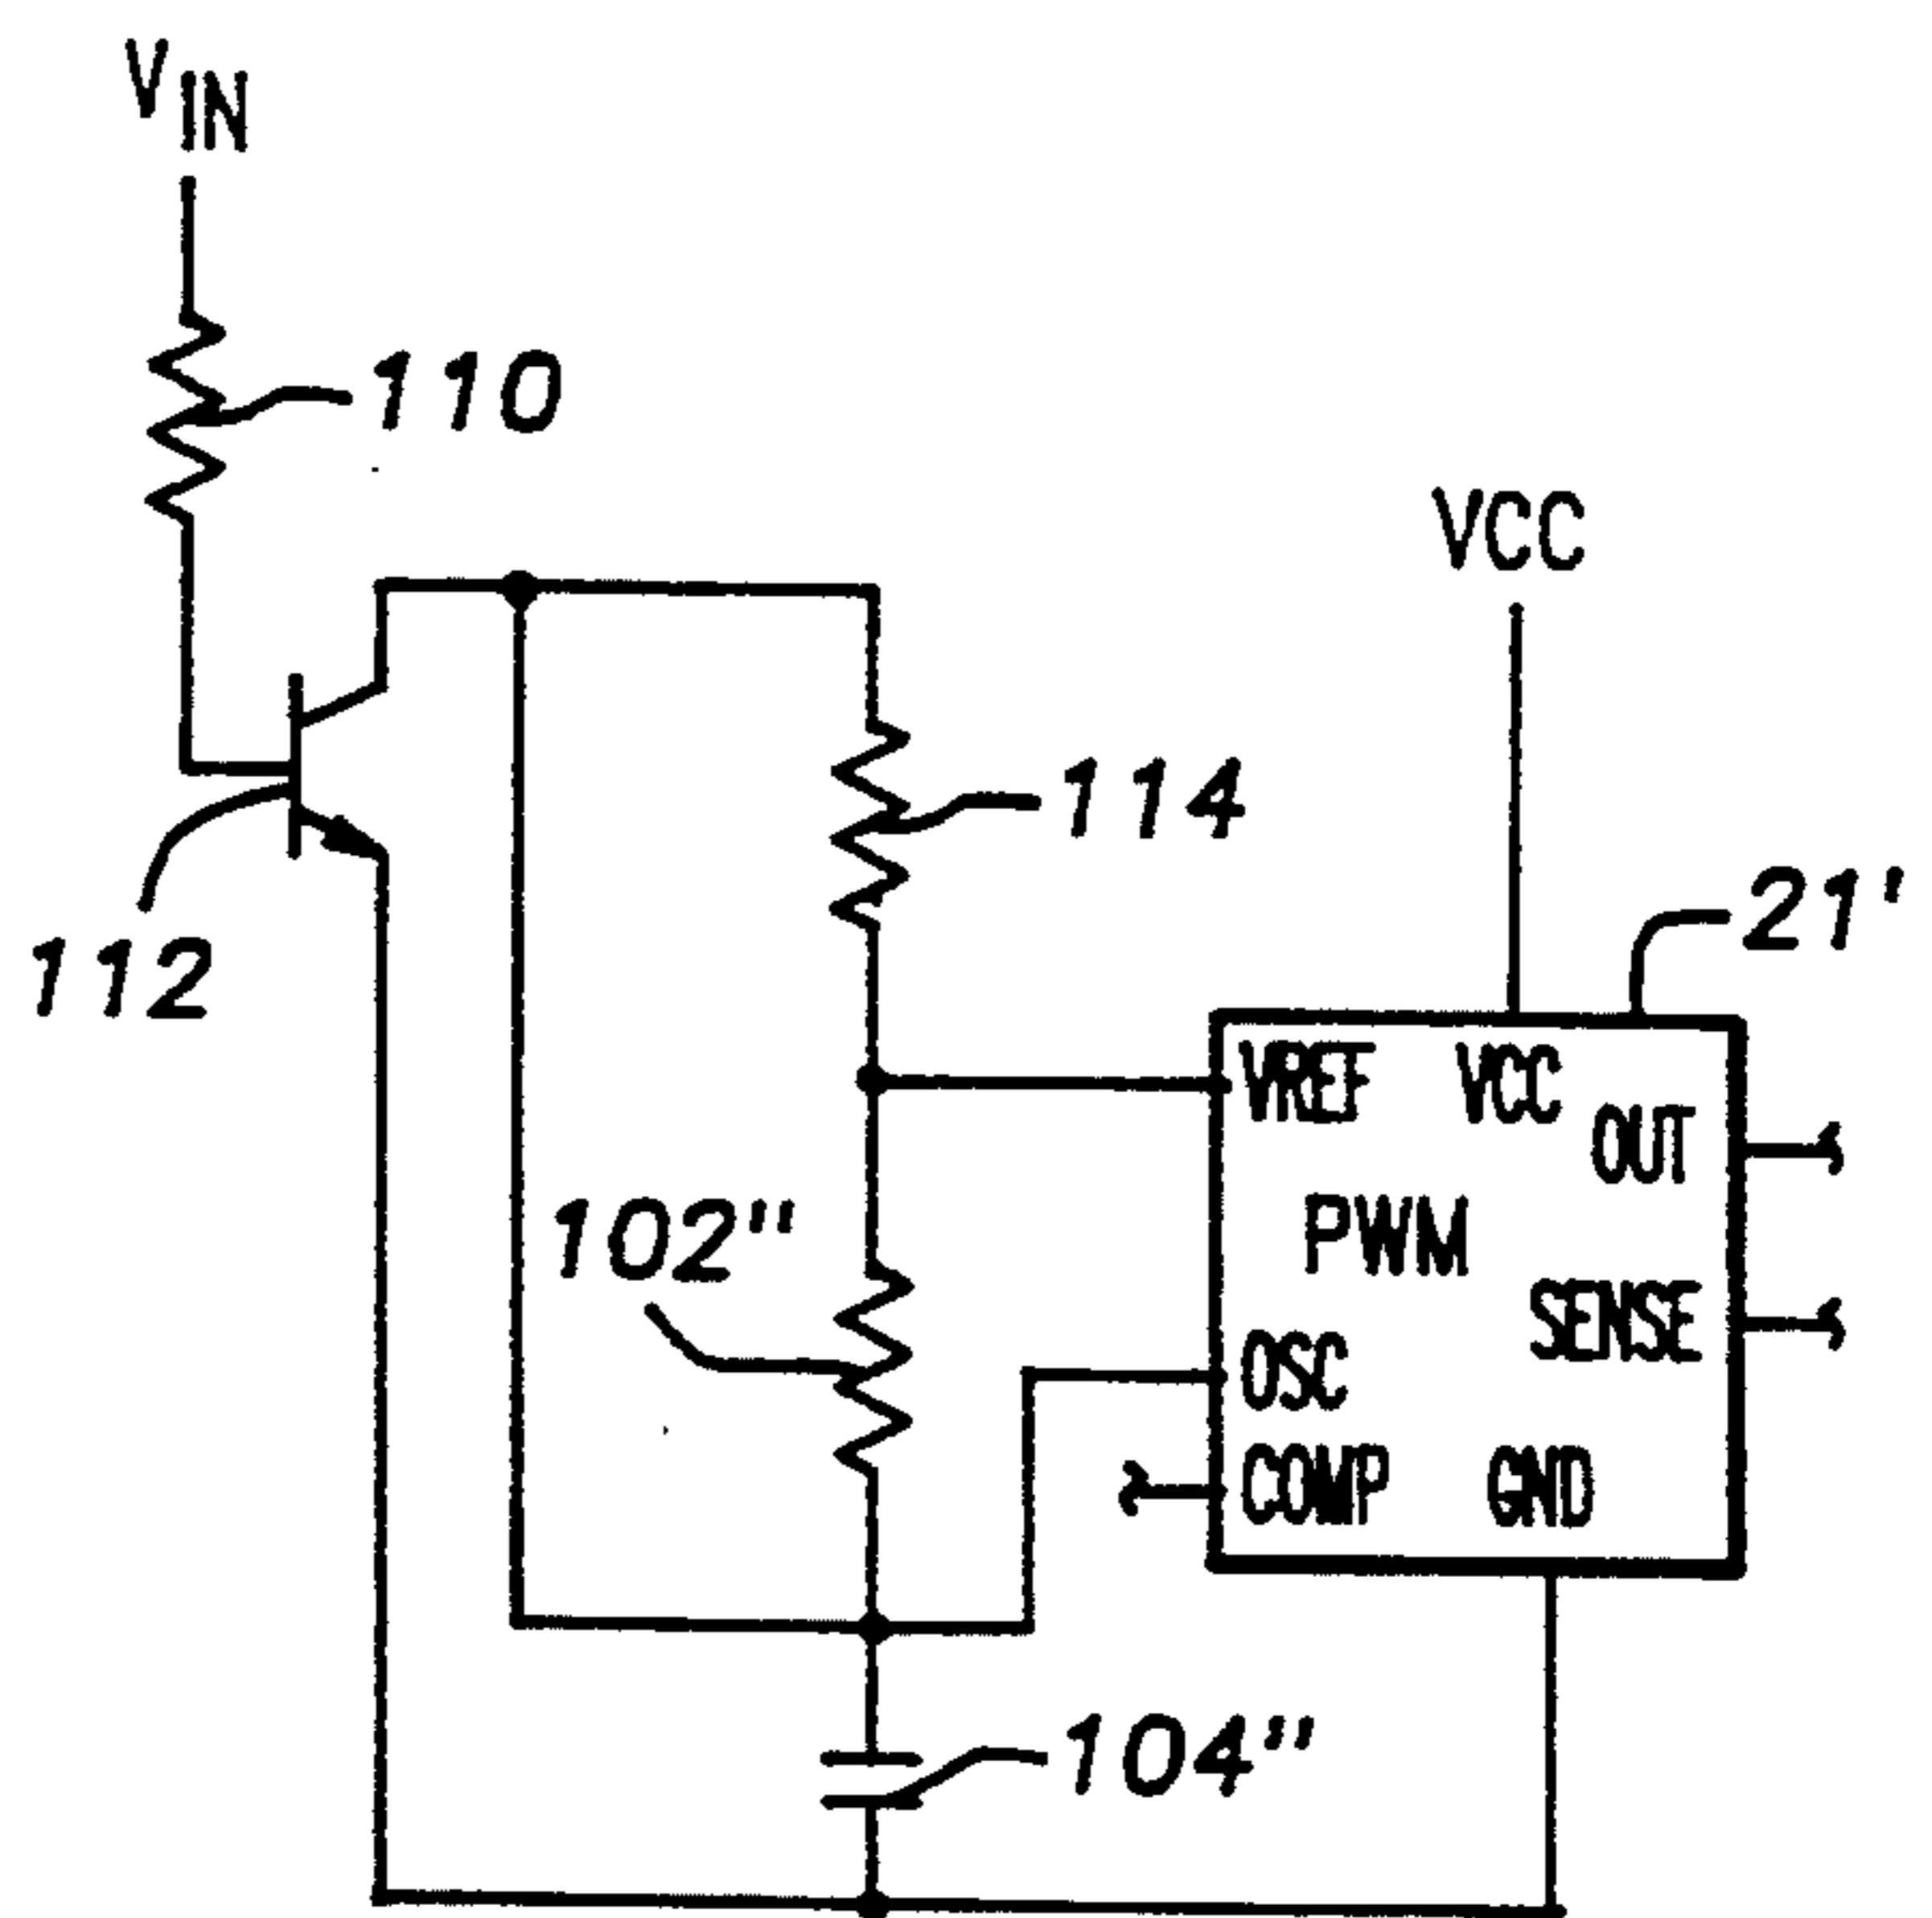 VIN
110
VCC
114
21'
112
VREF
VCC
OUT
102"
PWM
SENSE
OSC
COMP
GND
104"